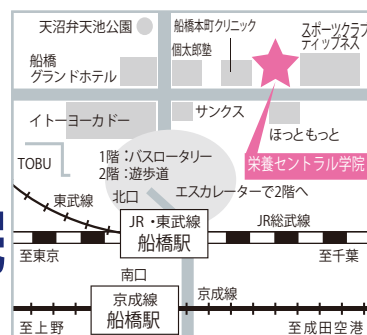 天沼弁天池公園
船橋本町クリニック
スポーツクラブ
ティップネス
個太郎塾
船橋
グランドホテル
サンクス
イトーヨーカドー
ほっともっと
栄養セントラル学院
TOBU
1階：バスロータリー
2階：遊歩道
北口
エスカレーターで2階へ
東武線
JR・東武線
船橋駅
JR総武線
至東京
至千葉
南口
京成線
船橋駅
京成線
至上野
至成田空港